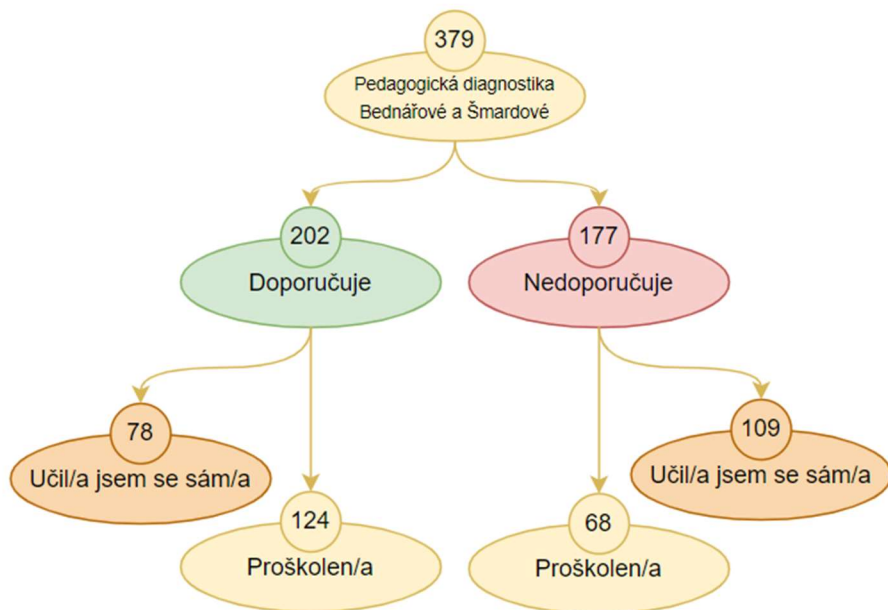 379
Pedagogická diagnostika
Bednářové a Šmardové
202
Doporučuje
177
Nedoporučuje
78
Učil/a jsem se sám/a
109
Učil/a jsem se sám/a
124
Proškolen/a
68
Proškolen/a